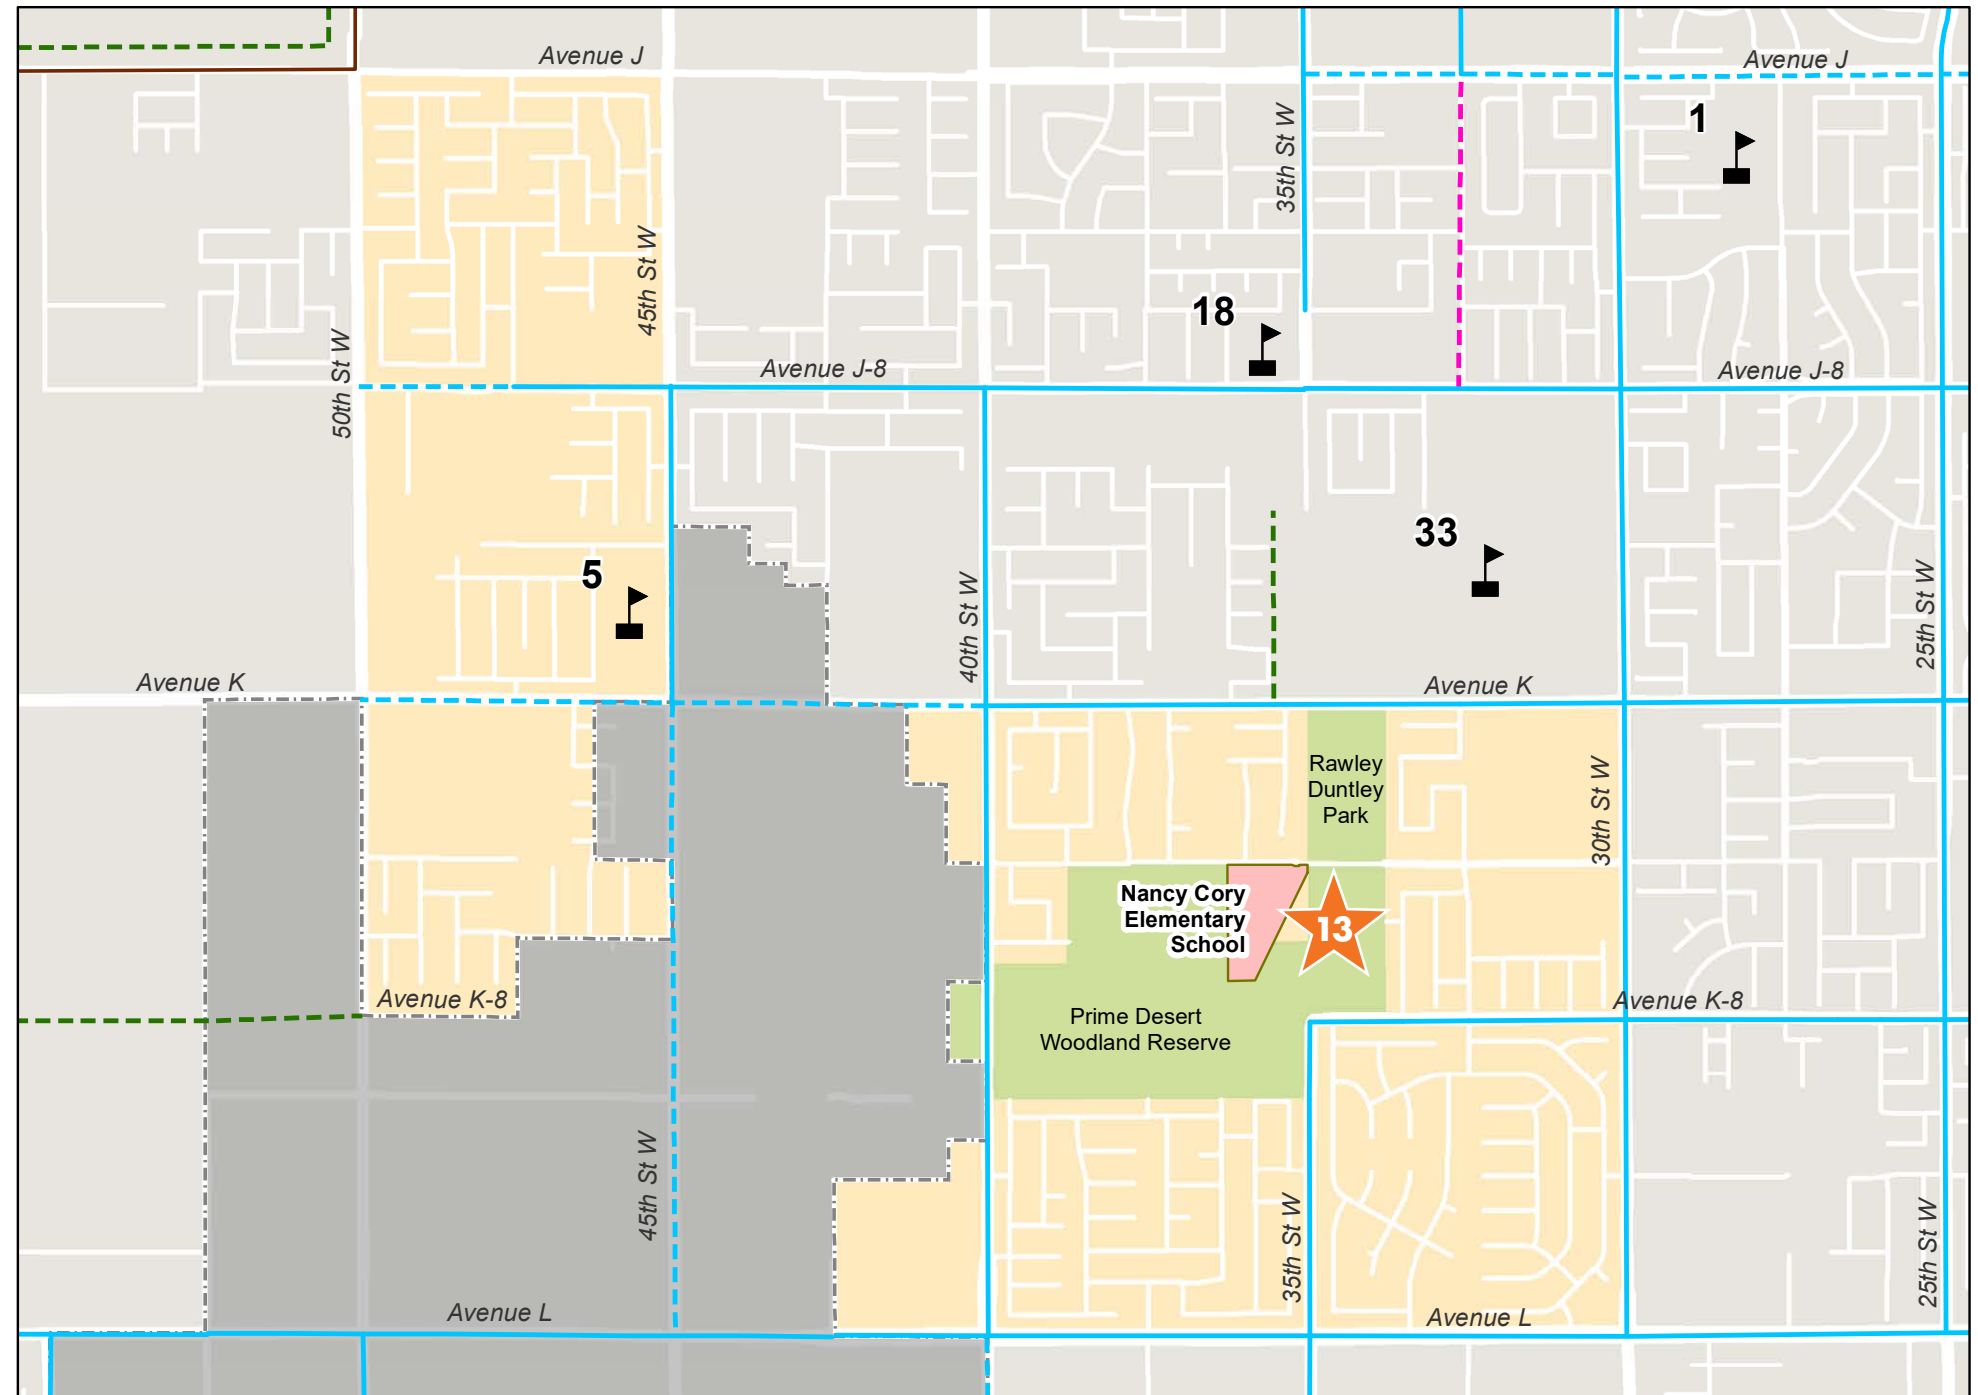 Avenue J
Avenue J
1
35th St W
45th St W
18
50th St W
Avenue J-8
Avenue J-8
33
5
40th St W
25th St W
Avenue K
Avenue K
Rawley
Duntley
Park
30th St W
Nancy Cory
Elementary
School
13
Avenue K-8
Avenue K-8
Prime Desert
Woodland Reserve
45th St W
35th St W
25th St W
Avenue L
Avenue L